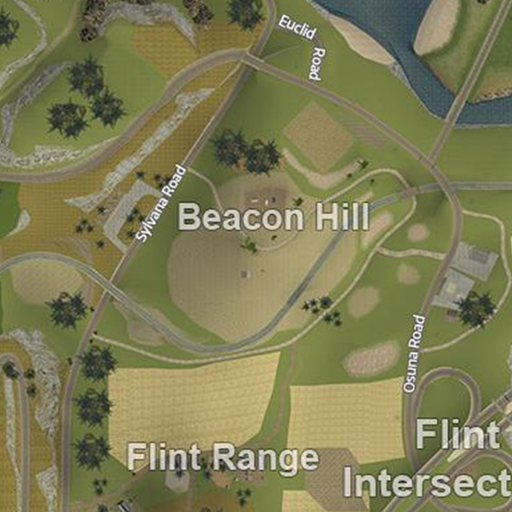 Euclid
Road
Sylvana Road
Beacon Hill
Osuna Road
Flint Range
Flint
Intersect